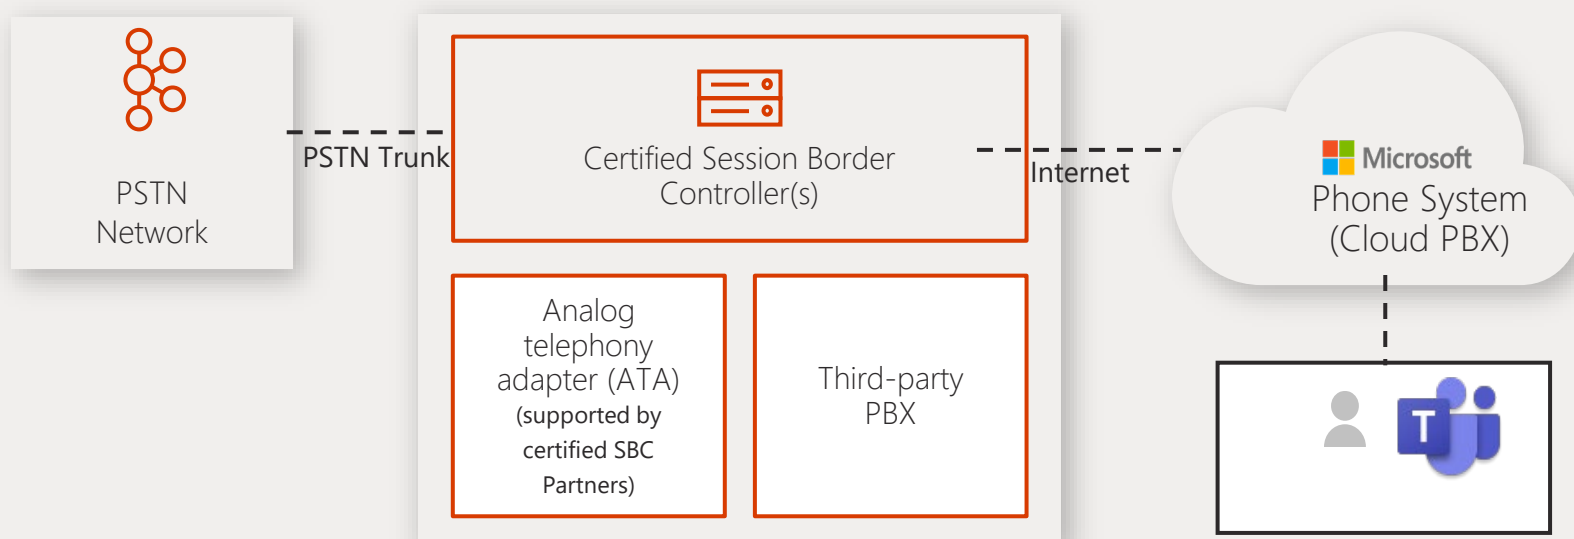 PSTN
Network
PSTN Trunk
Certified Session Border
Controller(s)
Internet
Microsoft
Phone System
(Cloud PBX)
Analog
telephony
adapter (ATA)
(supported by
certified SBC
Partners)
Third-party
PBX
T